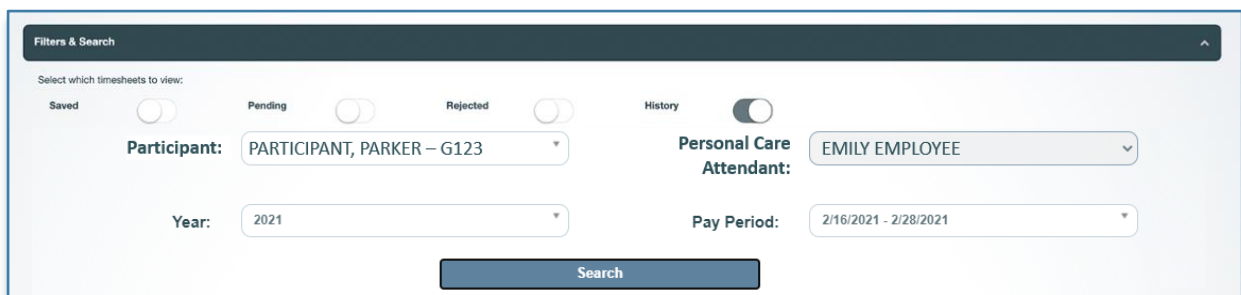 Filters & Search
Select which timesheets to view:
Saved Pending Rejected History
Participant: PARTICIPANT, PARKER – G123 Personal Care Attendant: EMILY EMPLOYEE
Year: 2021 Pay Period: 2/16/2021 - 2/28/2021
Search